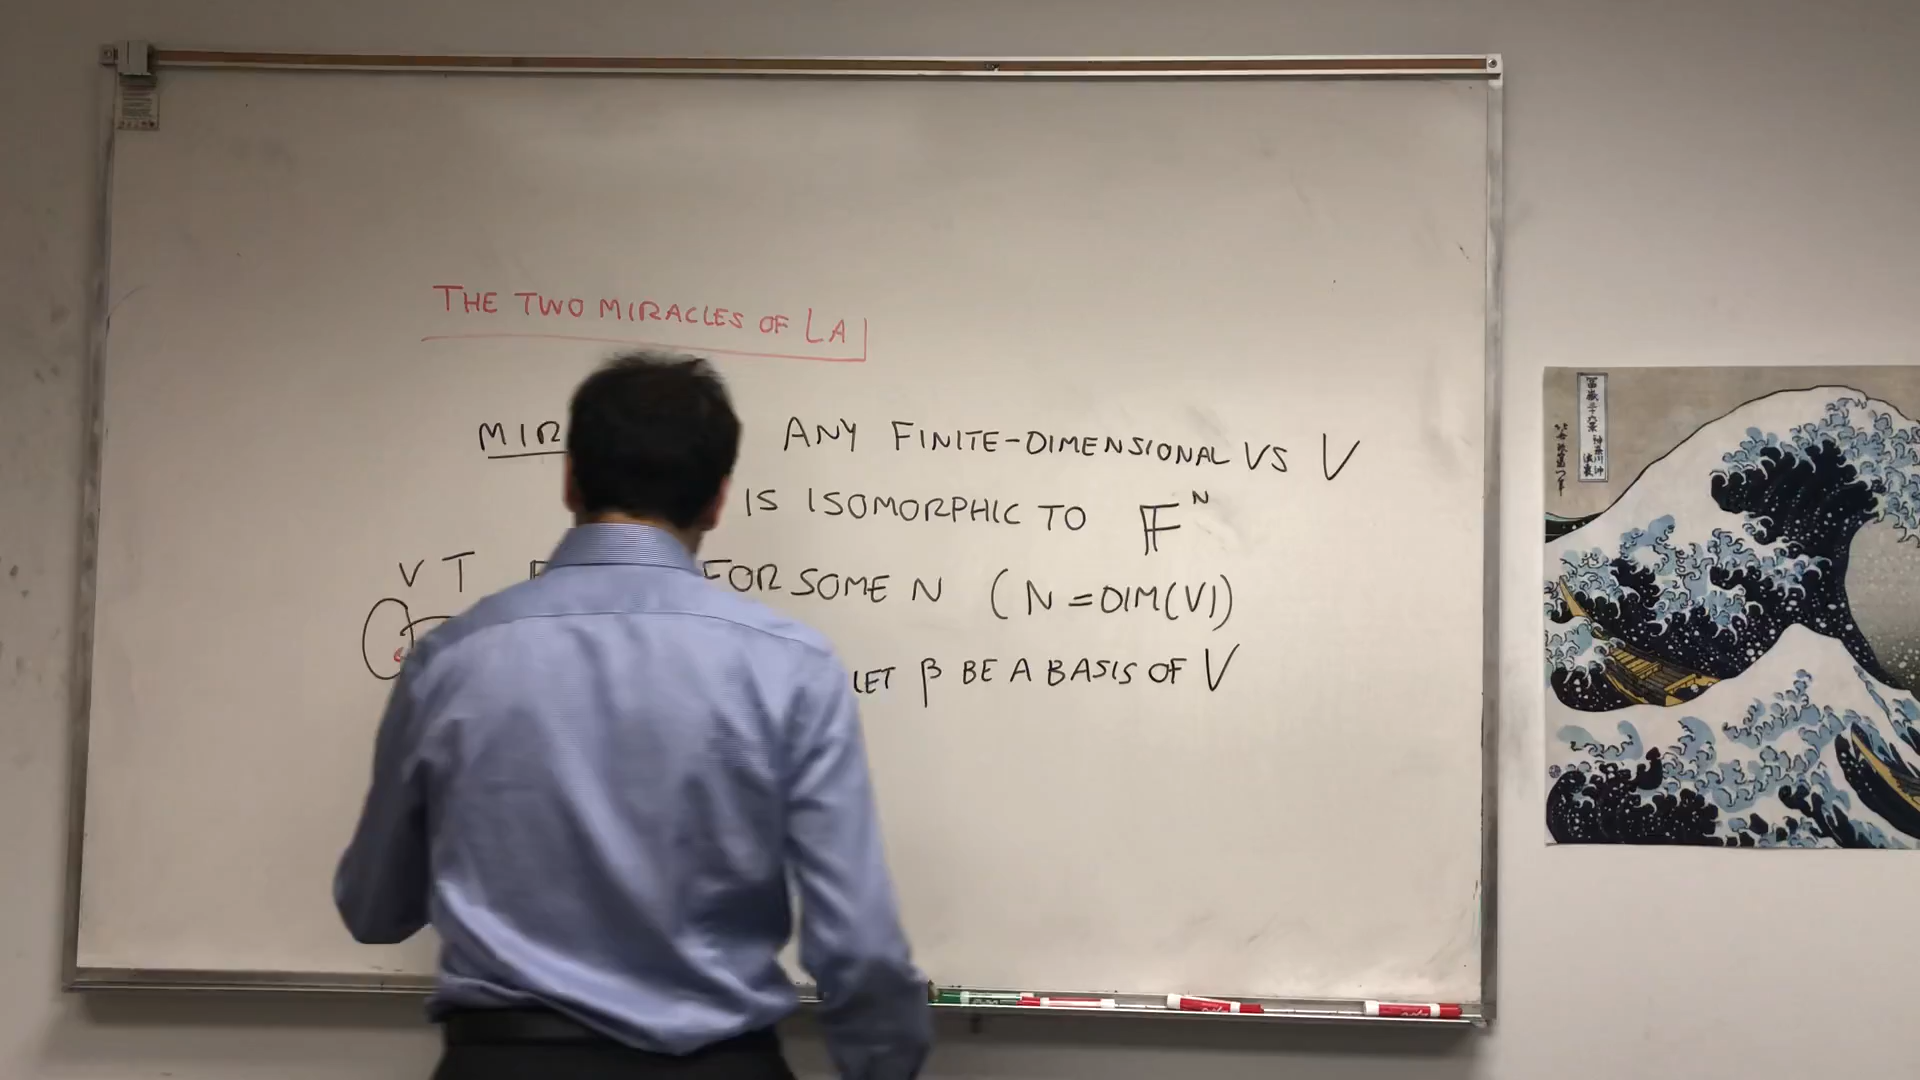 THE TWO MIRACLES OF LA
ANY FINITE-DIMENSIONAL VS V
IS ISOMORPHIC TO F^N
V T
FOR SOME N (N=DIM(V))
LET β BE A BASIS OF V